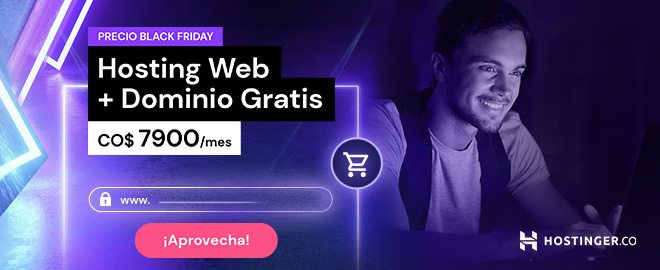 PRECIO BLACK FRIDAY
Hosting Web
+ Dominio Gratis
CO$ 7900/mes
www.
¡Aprovecha!
HOSTINGER.CO